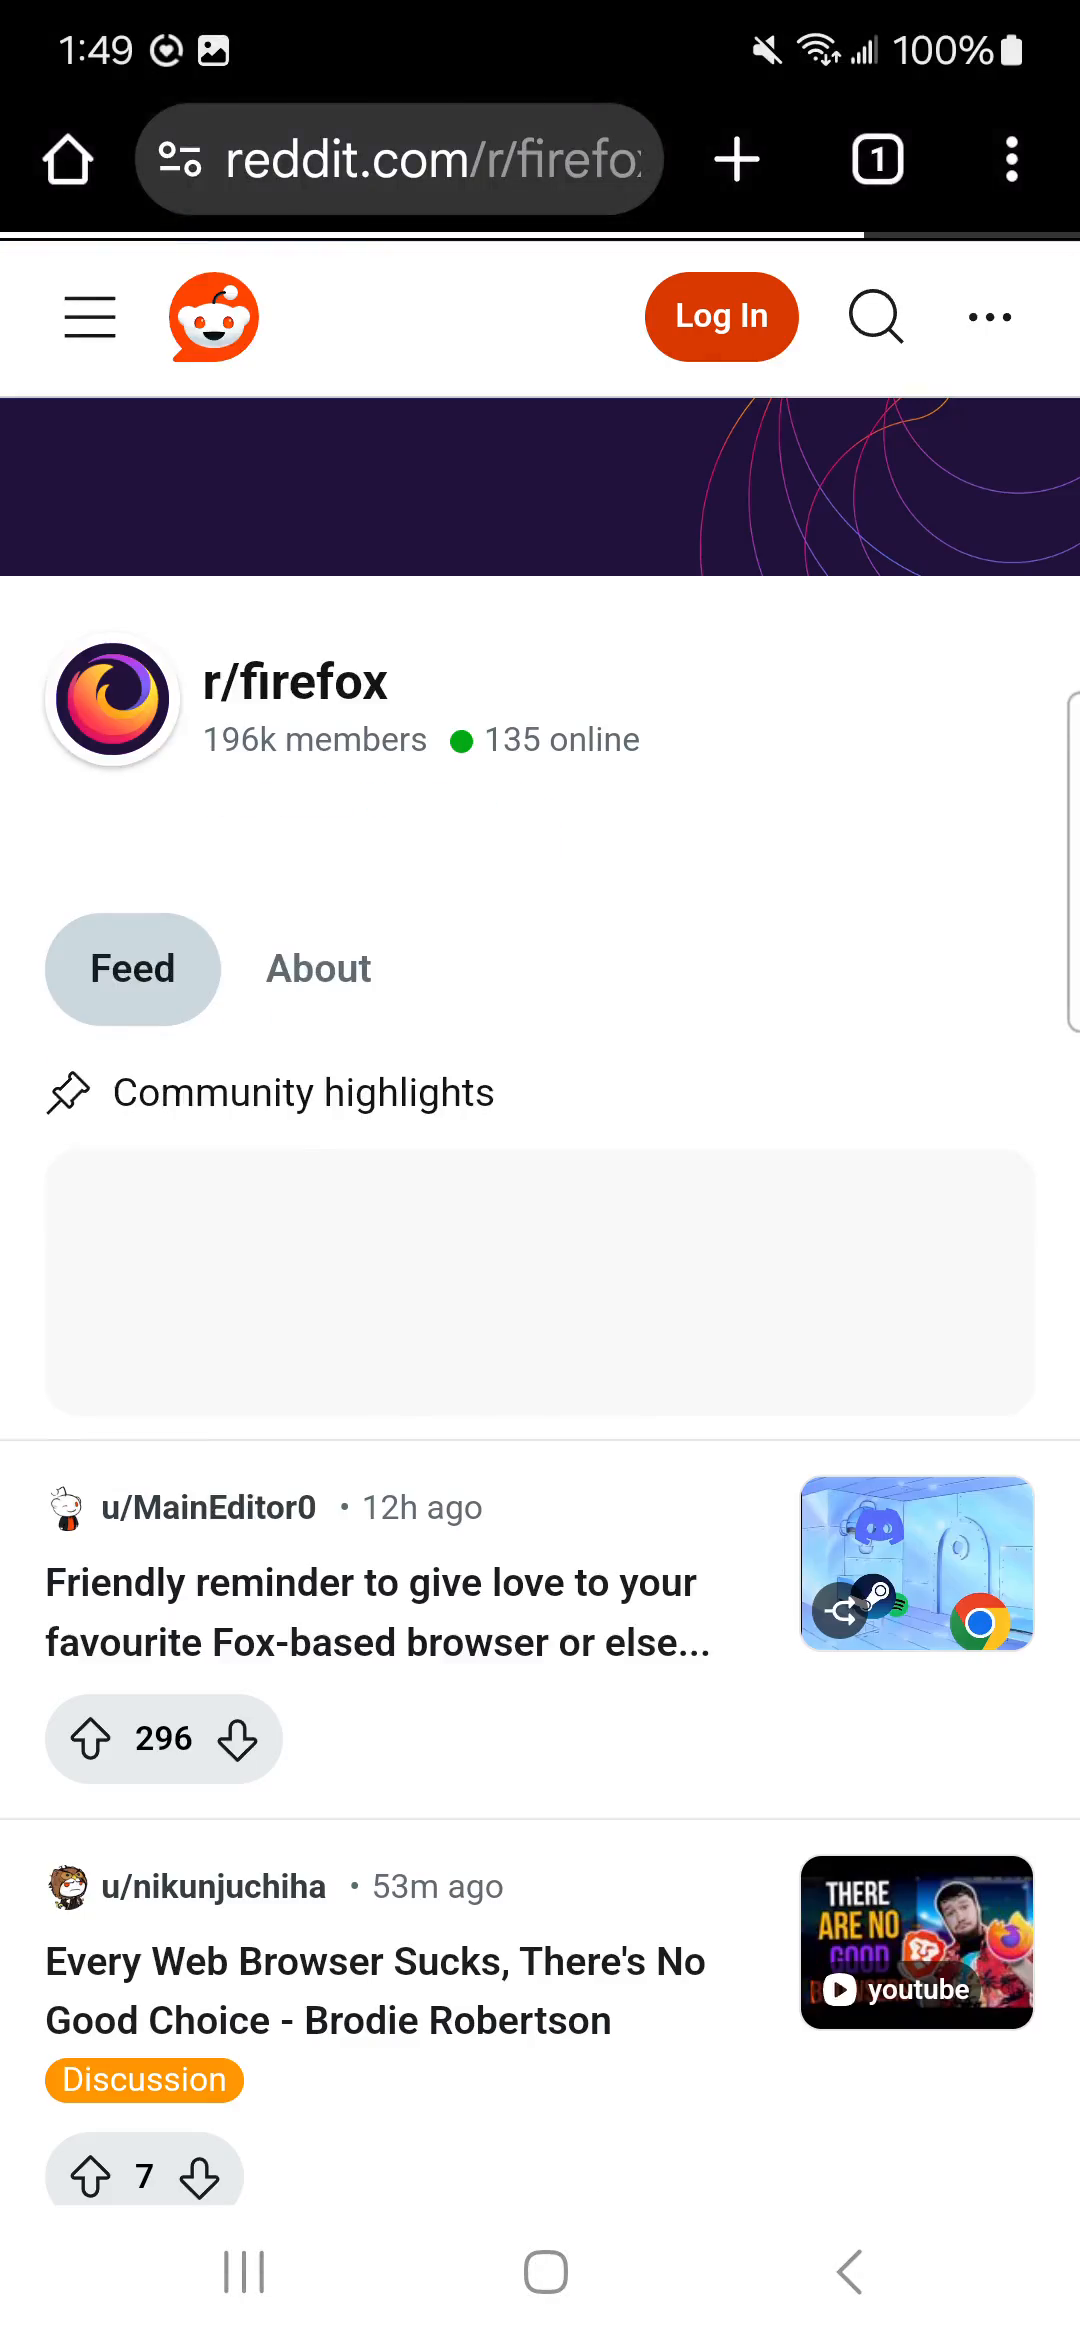 1:49
100%
reddit.com/r/firefo
1
Log In
r/firefox
196k members 135 online
Feed About
Community highlights
u/MainEditor0 • 12h ago
Friendly reminder to give love to your
favourite Fox-based browser or else...
296
u/nikunjuchiha • 53m ago
Every Web Browser Sucks, There's No
Good Choice - Brodie Robertson
Discussion
THERE
ARE NO
GOOD
youtube
7